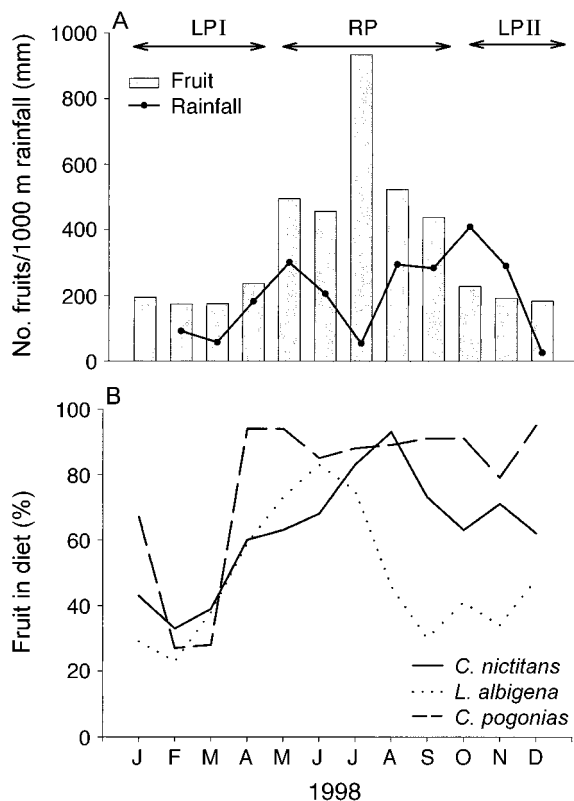 A
LPI RP LPII
1000
800
600
400
200
0
No. fruits/1000 m rainfall (mm)
Fruit
Rainfall
B
100
80
60
40
20
0
Fruit in diet (%)
C. nictitans
L. albigena
C. pogonias
J F M A M J J A S O N D
1998